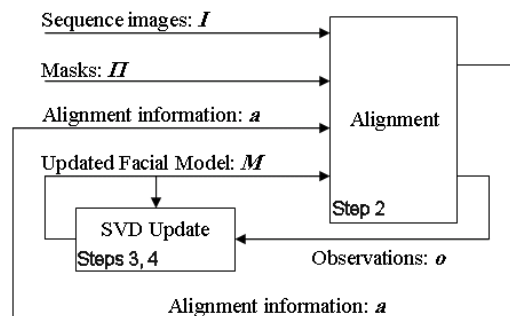 Sequence images: I
Masks: Π
Alignment information: a
Alignment
Updated Facial Model: M
Step 2
SVD Update
Steps 3, 4
Observations: o
Alignment information: a